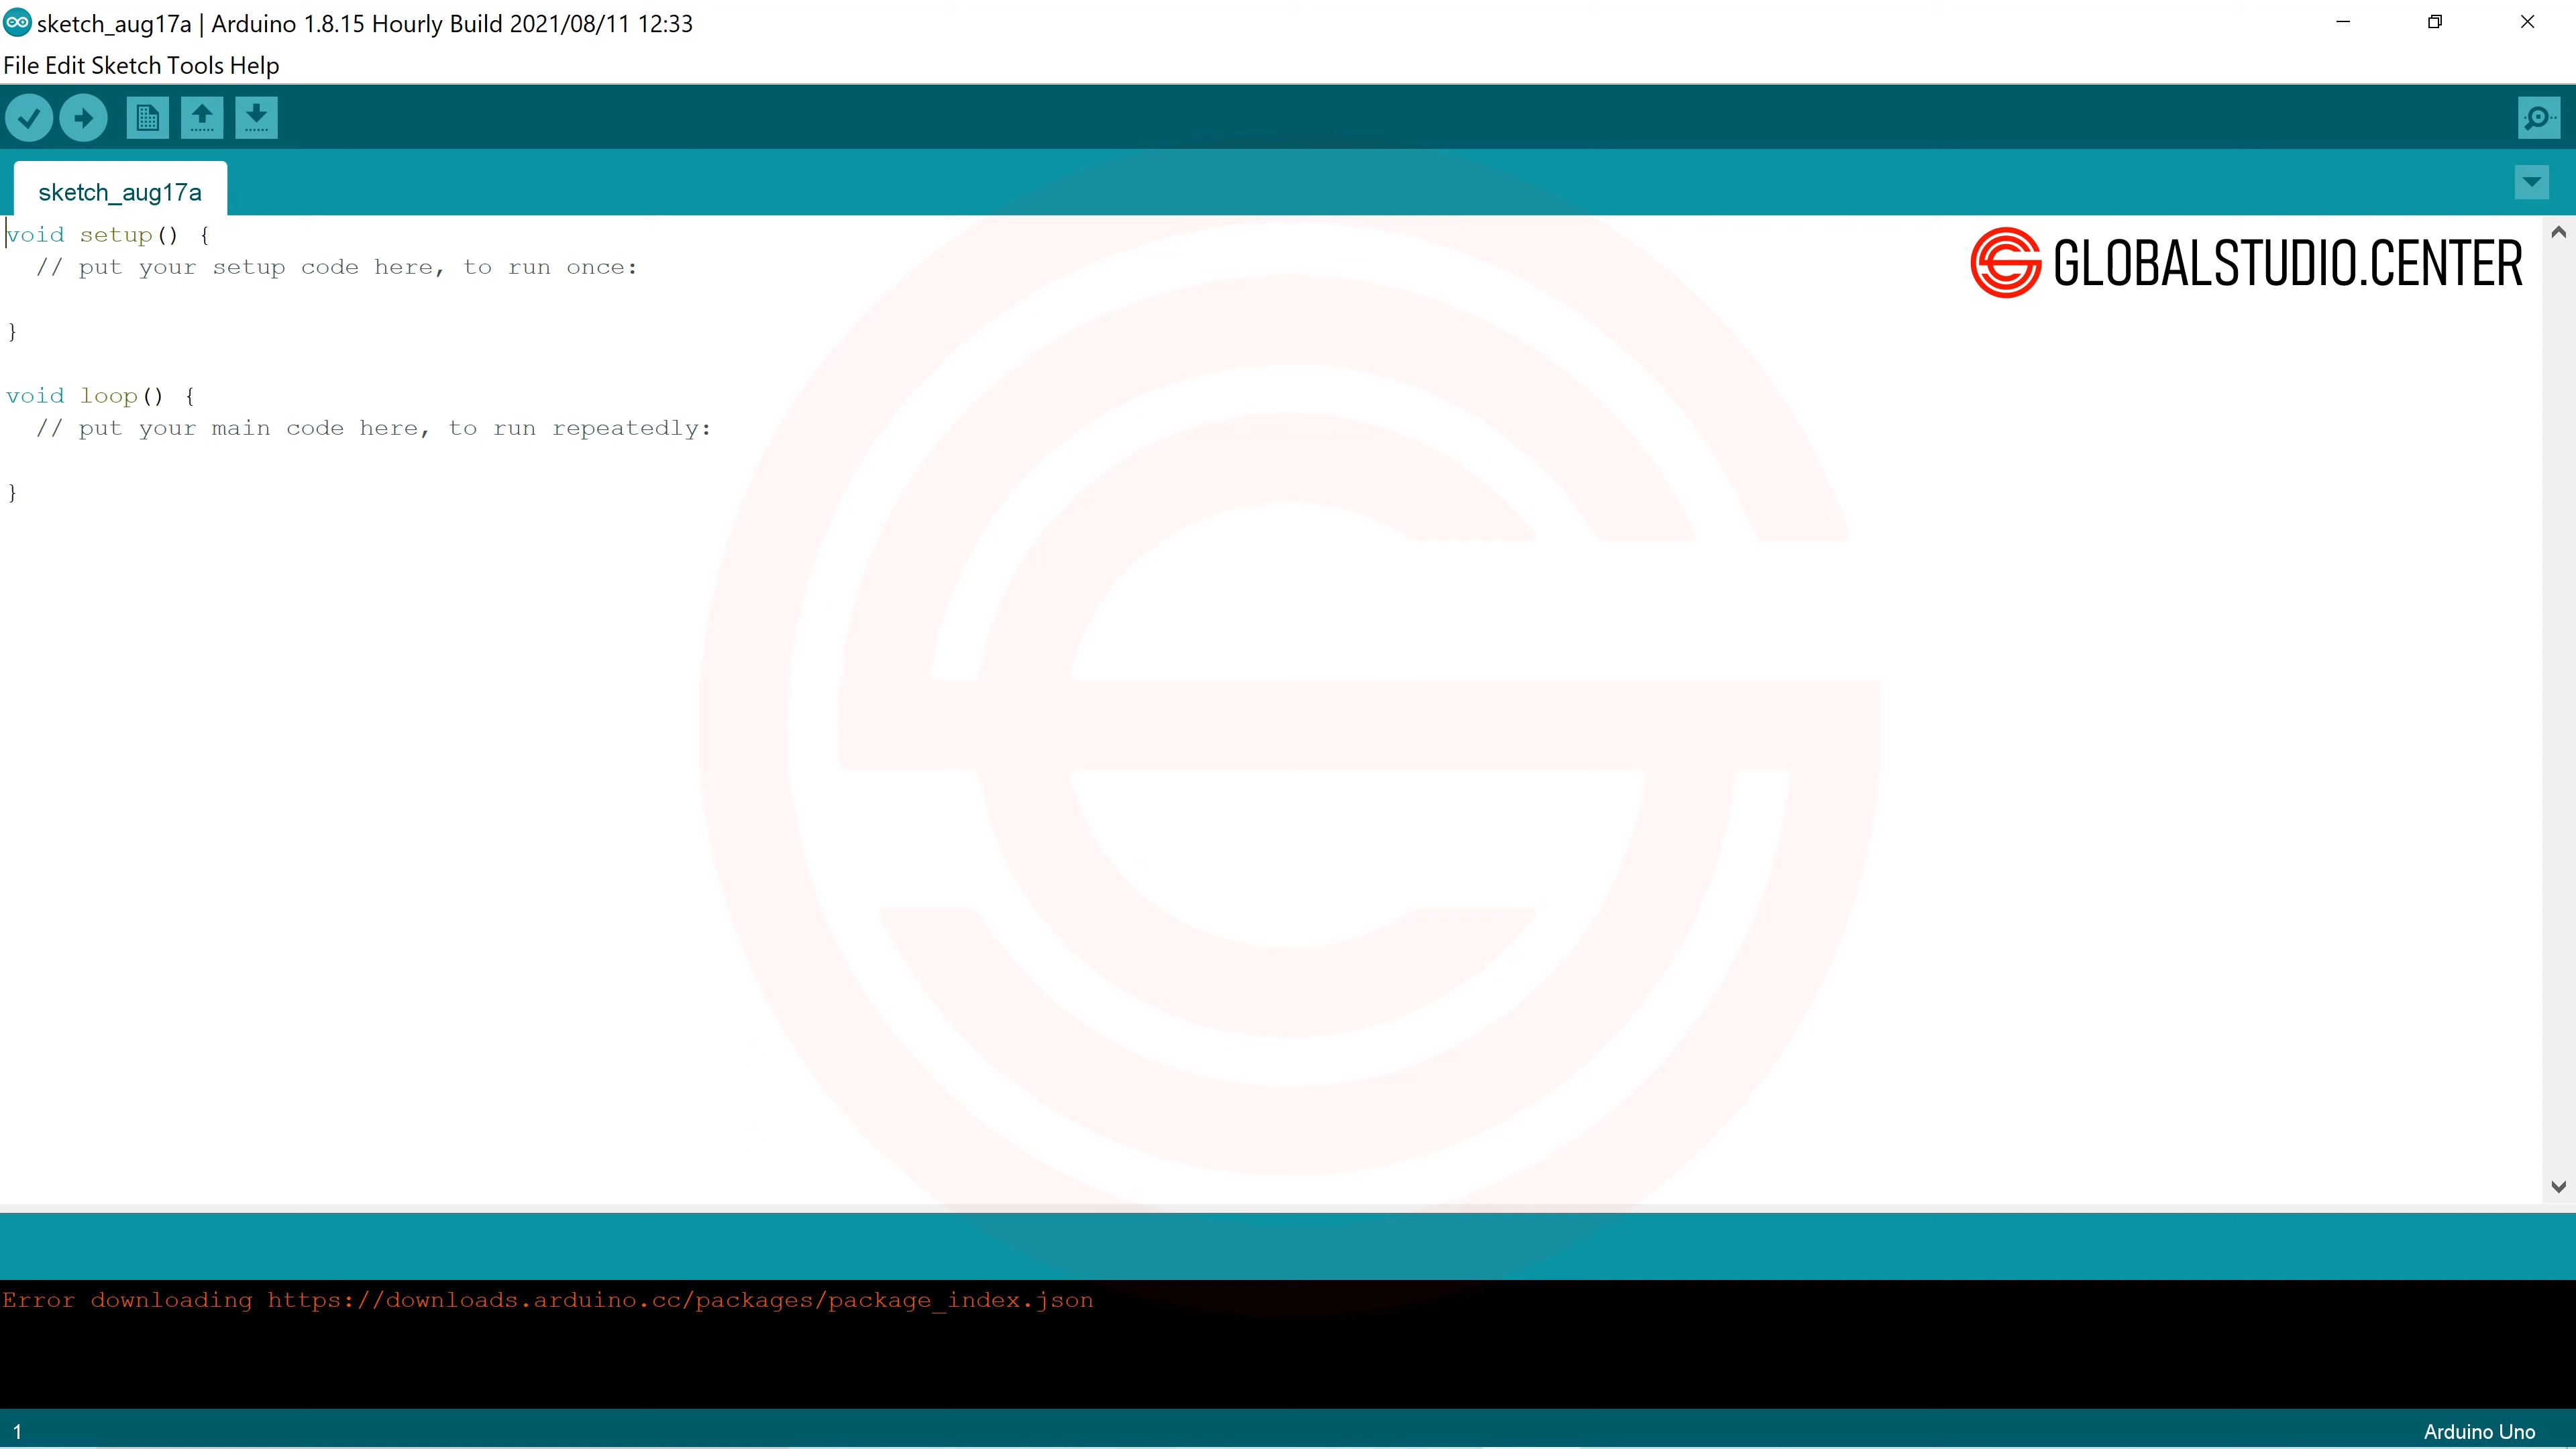 sketch_aug17a | Arduino 1.8.15 Hourly Build 2021/08/11 12:33
File Edit Sketch Tools Help
sketch_aug17a
GLOBALSTUDIO.CENTER
void setup() {
  // put your setup code here, to run once:
}
void loop() {
  // put your main code here, to run repeatedly:
}
Error downloading https://downloads.arduino.cc/packages/package_index.json
1
Arduino Uno